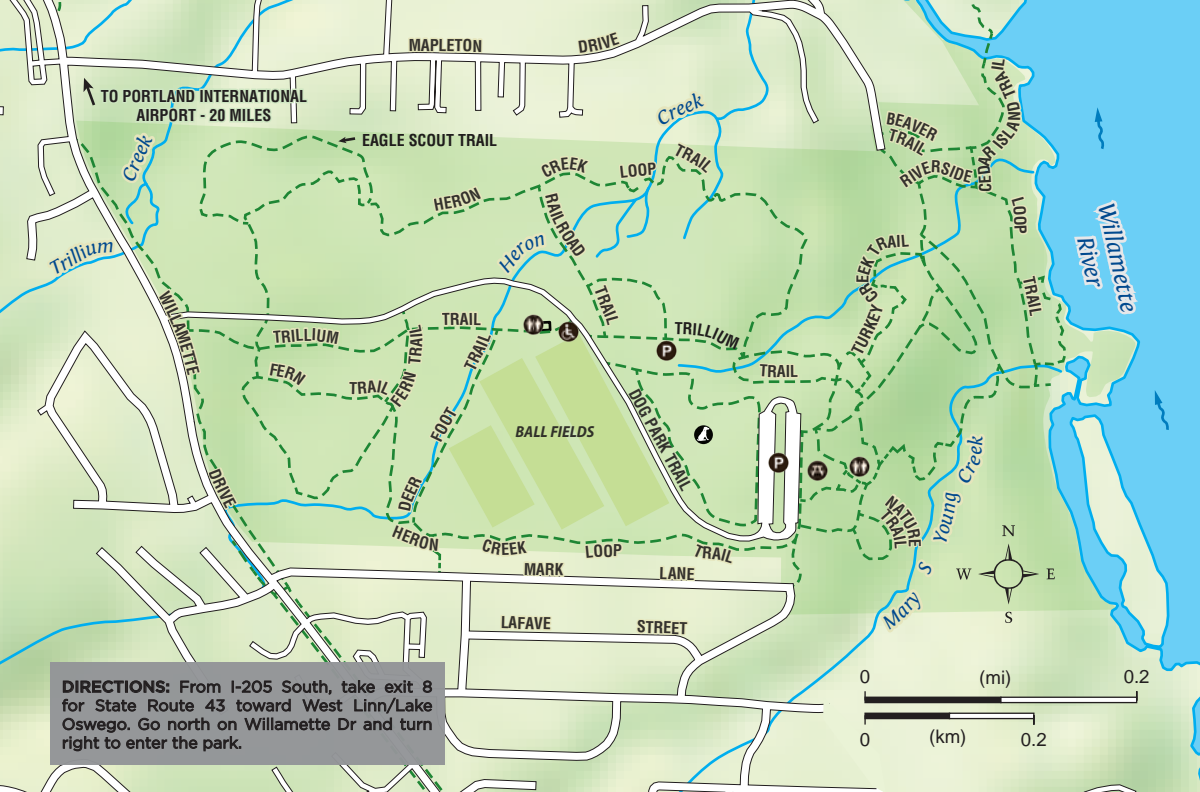 MAPLETON DRIVE
TO PORTLAND INTERNATIONAL
AIRPORT - 20 MILES
EAGLE SCOUT TRAIL
Creek
Trillium
Creek
Heron
HERON CREEK LOOP TRAIL
RAILROAD TRAIL
BEAVER
TRAIL
CEDAR ISLAND TRAIL
RIVERSIDE LOOP TRAIL
Willamette
River
TURKEY CREEK TRAIL
WILLAMETTE DRIVE
TRILLIUM TRAIL
TRILLIUM TRAIL
P
FERN TRAIL
FERN TRAIL
DEER FOOT TRAIL
BALL FIELDS
DOG PARK TRAIL
P
NATURE
TRAIL
Mary S Young Creek
HERON CREEK LOOP TRAIL
MARK LANE
LAFAVE STREET
N
W E
S
DIRECTIONS: From I-205 South, take exit 8
for State Route 43 toward West Linn/Lake
Oswego. Go north on Willamette Dr and turn
right to enter the park.
0 (mi) 0.2
0 (km) 0.2